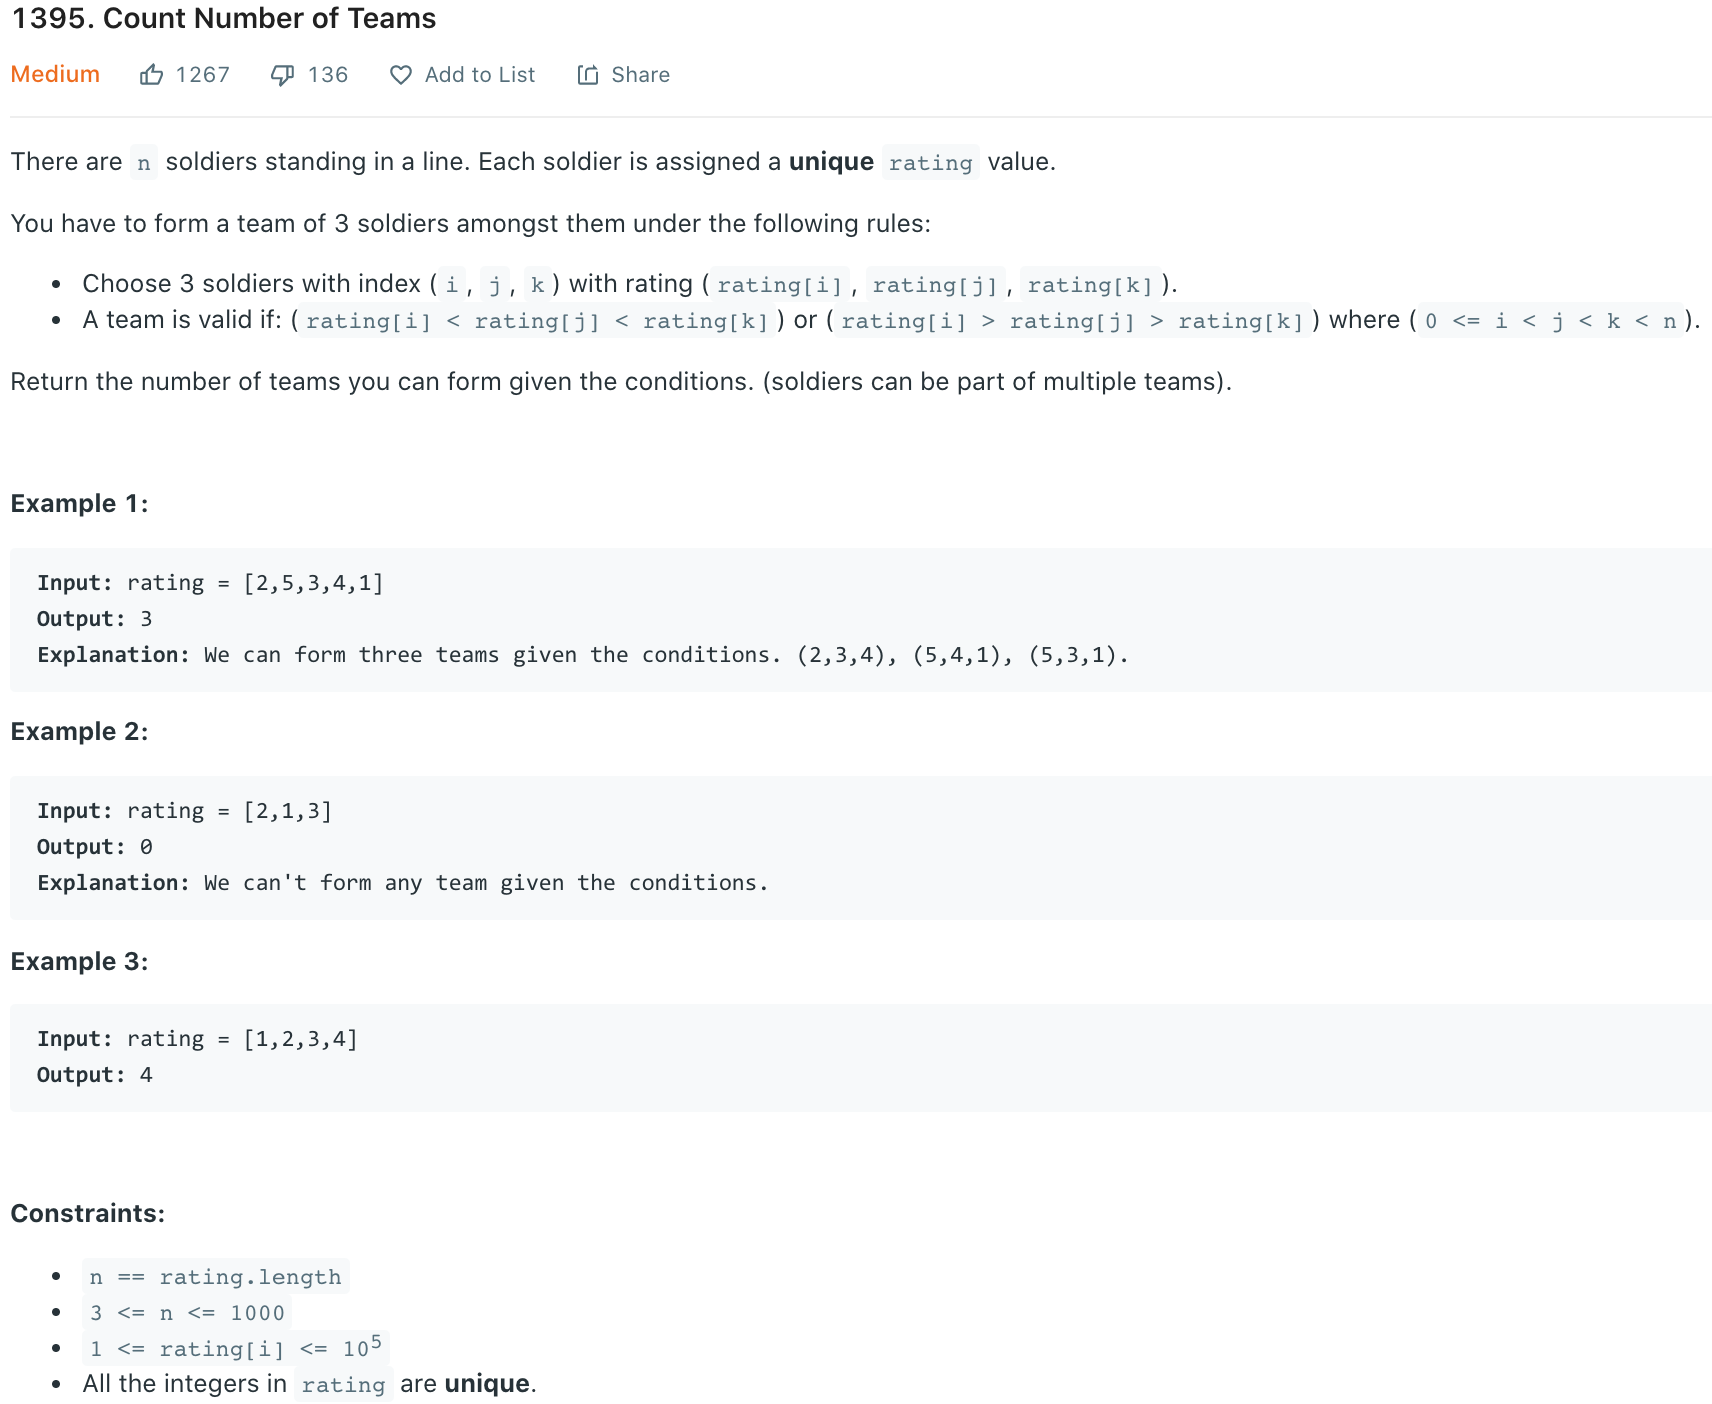 1395. Count Number of Teams
Medium 1267 136 Add to List Share
There are n soldiers standing in a line. Each soldier is assigned a unique rating value.
You have to form a team of 3 soldiers amongst them under the following rules:
• Choose 3 soldiers with index ( i , j , k ) with rating ( rating[i] , rating[j] , rating[k] ).
• A team is valid if: ( rating[i] < rating[j] < rating[k] ) or ( rating[i] > rating[j] > rating[k] ) where ( 0 <= i < j < k < n ).
Return the number of teams you can form given the conditions. (soldiers can be part of multiple teams).
Example 1:
Input: rating = [2,5,3,4,1]
Output: 3
Explanation: We can form three teams given the conditions. (2,3,4), (5,4,1), (5,3,1).
Example 2:
Input: rating = [2,1,3]
Output: 0
Explanation: We can't form any team given the conditions.
Example 3:
Input: rating = [1,2,3,4]
Output: 4
Constraints:
• n == rating.length
• 3 <= n <= 1000
• 1 <= rating[i] <= 10⁵
• All the integers in rating are unique.